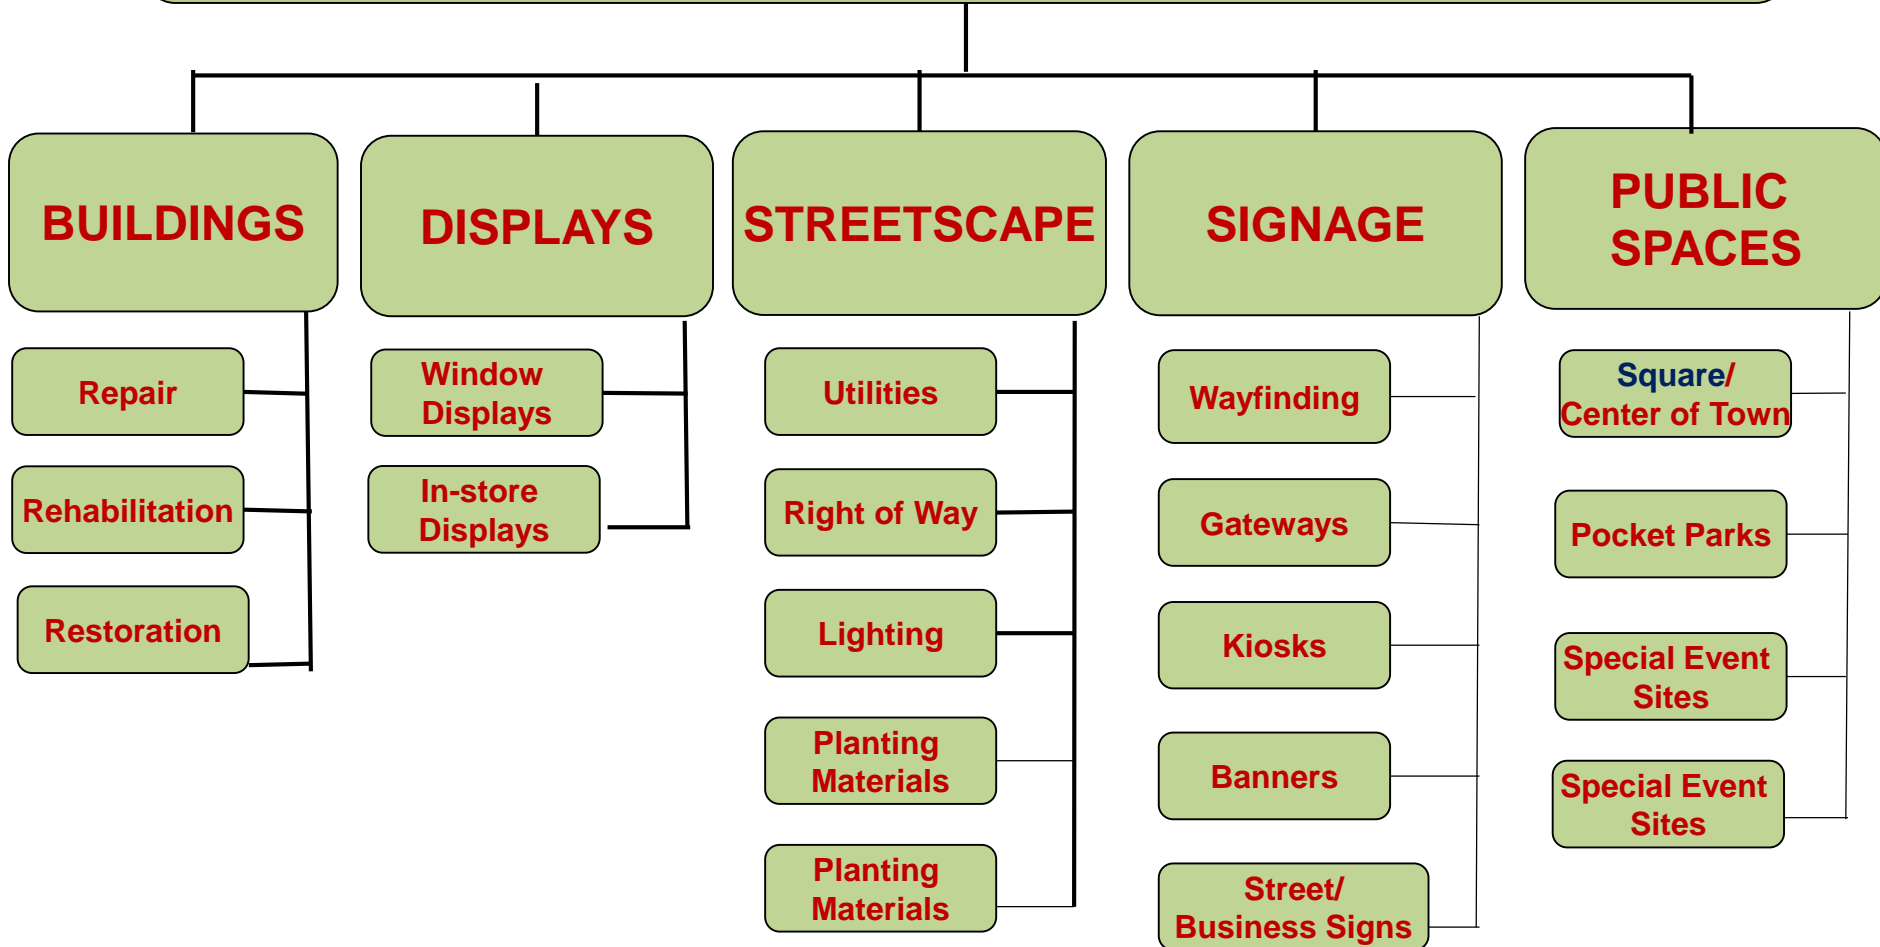 BUILDINGS
Repair
Rehabilitation
Restoration
DISPLAYS
Window
Displays
In-store
Displays
STREETSCAPE
Utilities
Right of Way
Lighting
Planting
Materials
Planting
Materials
SIGNAGE
Wayfinding
Gateways
Kiosks
Banners
Street/
Business Signs
PUBLIC
SPACES
Square/
Center of Town
Pocket Parks
Special Event
Sites
Special Event
Sites